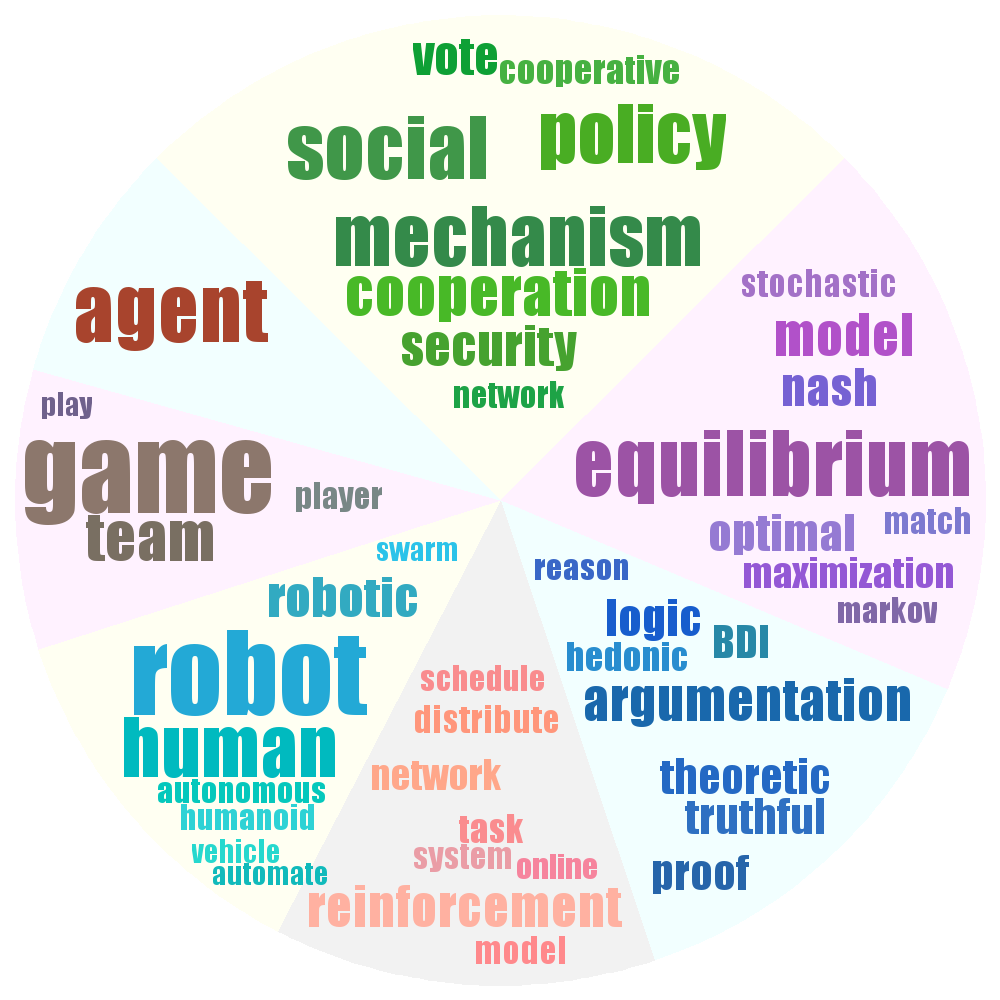 vote
cooperative
social
policy
mechanism
cooperation
security
network
agent
play
game
team
player
stochastic
model
nash
equilibrium
optimal
match
maximization
markov
swarm
robotic
robot
human
autonomous
humanoid
vehicle
automate
schedule
distribute
network
task
system
online
reinforcement
model
reason
logic
BDI
hedonic
argumentation
theoretic
truthful
proof